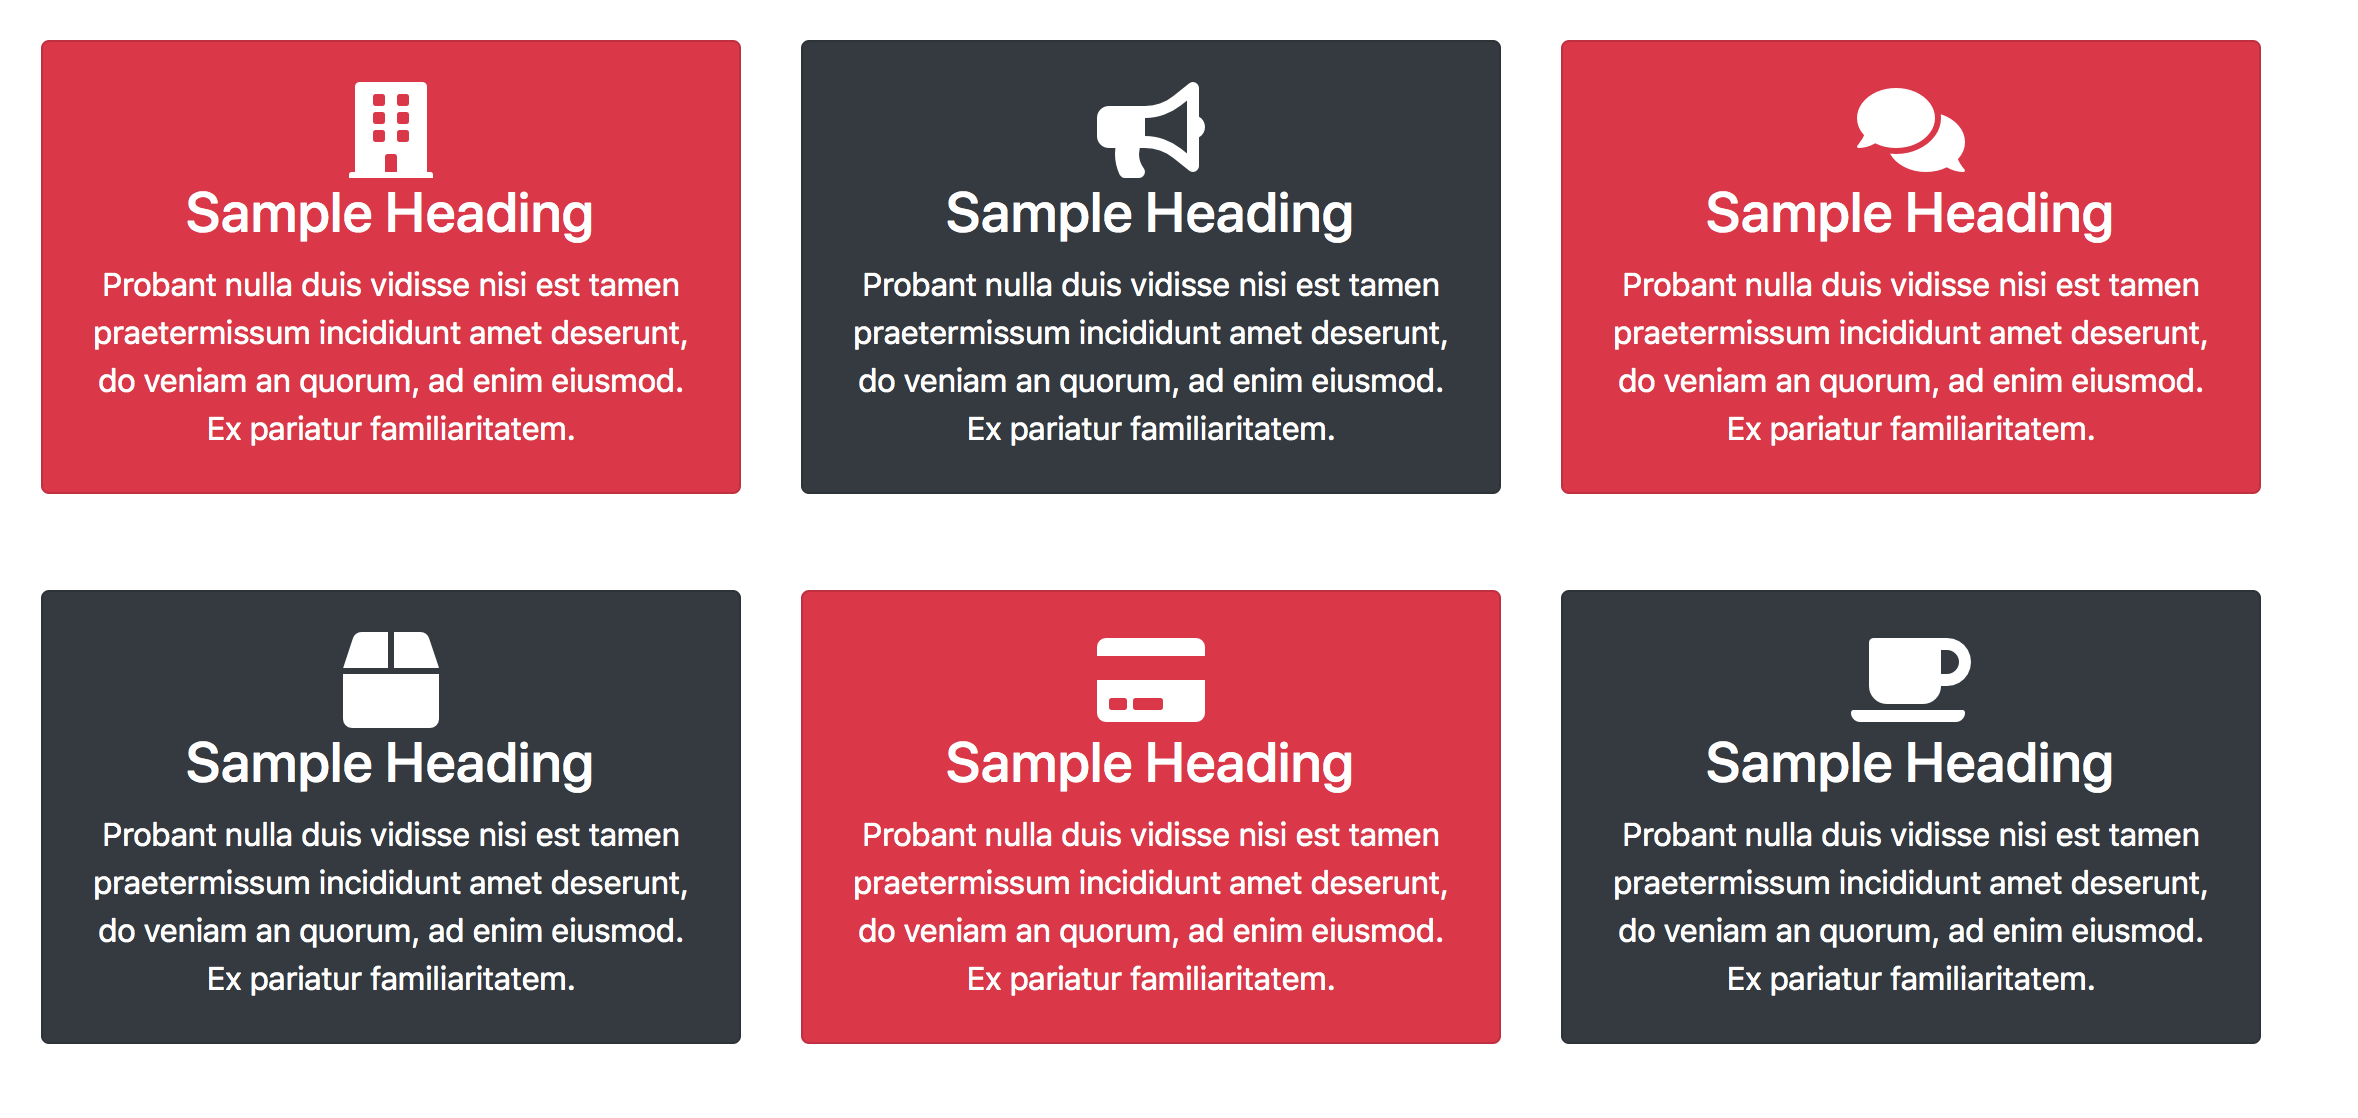 Sample Heading
Probant nulla duis vidisse nisi est tamen
praetermissum incididunt amet deserunt,
do veniam an quorum, ad enim eiusmod.
Ex pariatur familiaritatem.
Sample Heading
Probant nulla duis vidisse nisi est tamen
praetermissum incididunt amet deserunt,
do veniam an quorum, ad enim eiusmod.
Ex pariatur familiaritatem.
Sample Heading
Probant nulla duis vidisse nisi est tamen
praetermissum incididunt amet deserunt,
do veniam an quorum, ad enim eiusmod.
Ex pariatur familiaritatem.
Sample Heading
Probant nulla duis vidisse nisi est tamen
praetermissum incididunt amet deserunt,
do veniam an quorum, ad enim eiusmod.
Ex pariatur familiaritatem.
Sample Heading
Probant nulla duis vidisse nisi est tamen
praetermissum incididunt amet deserunt,
do veniam an quorum, ad enim eiusmod.
Ex pariatur familiaritatem.
Sample Heading
Probant nulla duis vidisse nisi est tamen
praetermissum incididunt amet deserunt,
do veniam an quorum, ad enim eiusmod.
Ex pariatur familiaritatem.